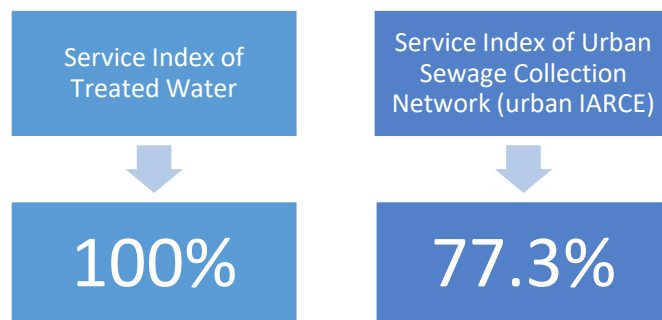 Service Index of
Treated Water
100%
Service Index of Urban
Sewage Collection
Network (urban IARCE)
77.3%